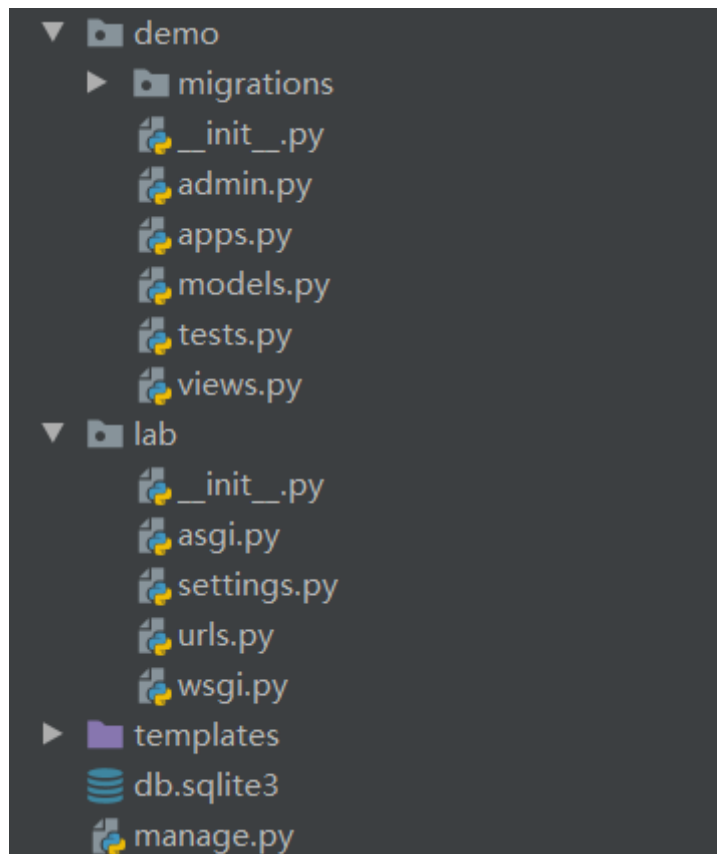 demo
migrations
__init__.py
admin.py
apps.py
models.py
tests.py
views.py
lab
__init__.py
asgi.py
settings.py
urls.py
wsgi.py
templates
db.sqlite3
manage.py